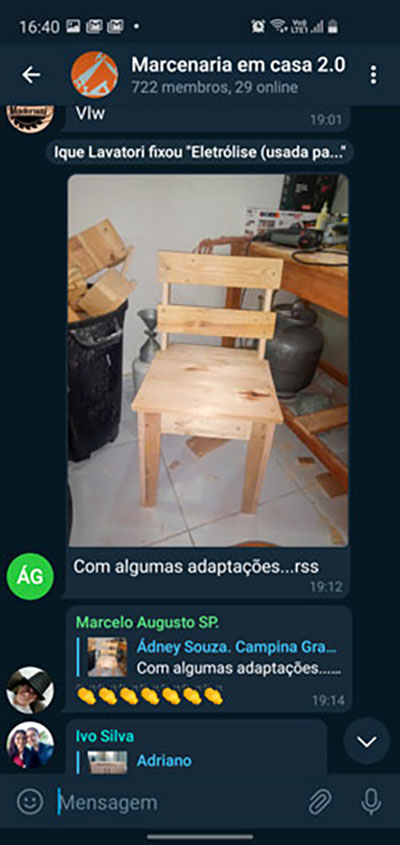 16:40
VoD
LTE1
Marcenaria em casa 2.0
722 membros, 29 online
Vlw
19:01
Ique Lavatori fixou "Eletrólise (usada pa..."
Com algumas adaptações...rss
19:12
ÁG
Marcelo Augusto SP.
Ádney Souza. Campina Gra...
Com algumas adaptações......
19:14
Ivo Silva
Adriano
Mensagem